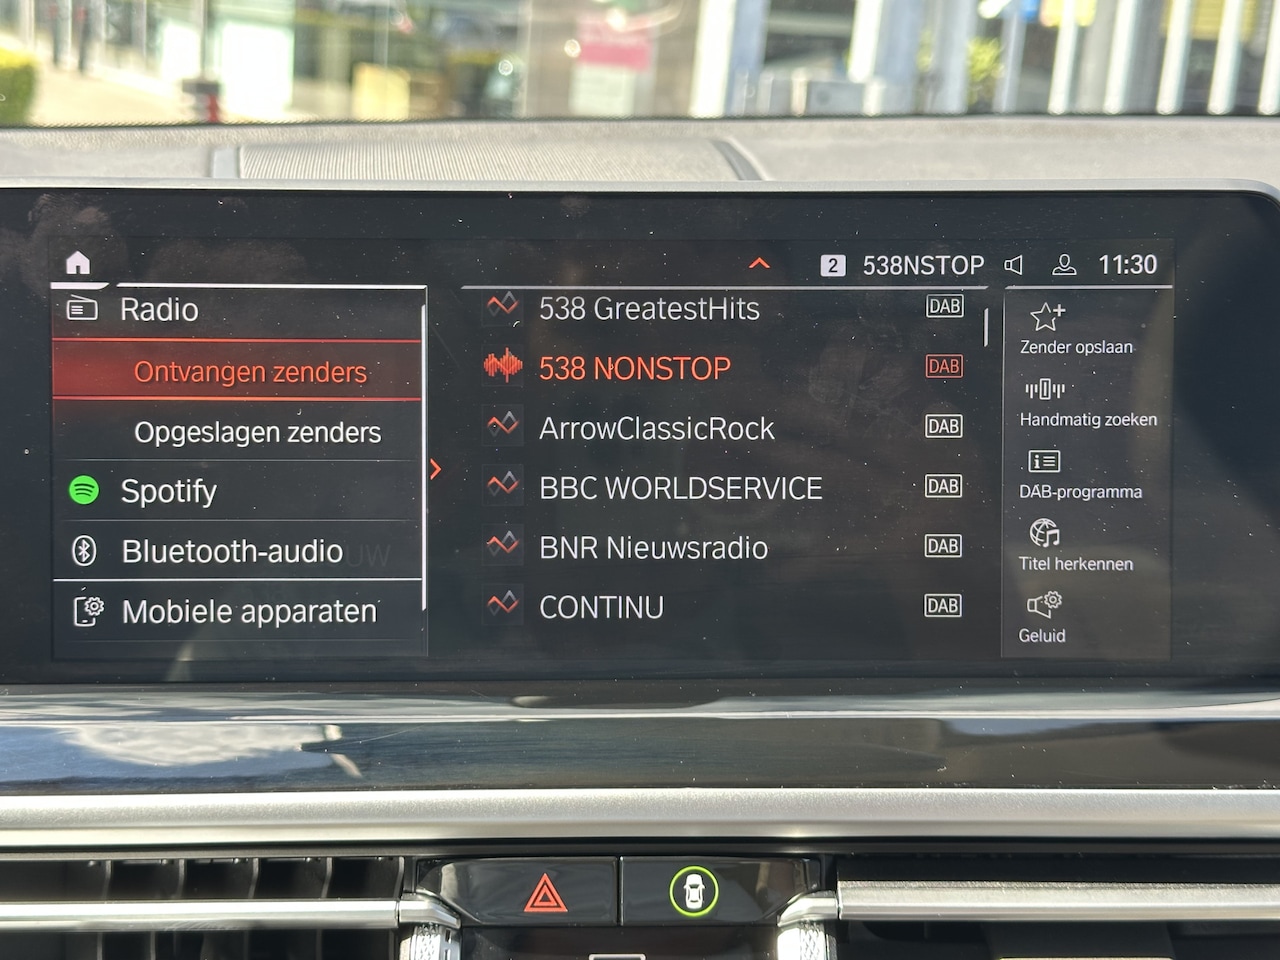 2 538NSTOP 11:30
Radio
Ontvangen zenders
Opgeslagen zenders
Spotify
Bluetooth-audio
Mobiele apparaten
538 GreatestHits DAB
538 NONSTOP DAB
ArrowClassicRock DAB
BBC WORLDSERVICE DAB
BNR Nieuwsradio DAB
CONTINU DAB
Zender opslaan
Handmatig zoeken
DAB-programma
Titel herkennen
Geluid